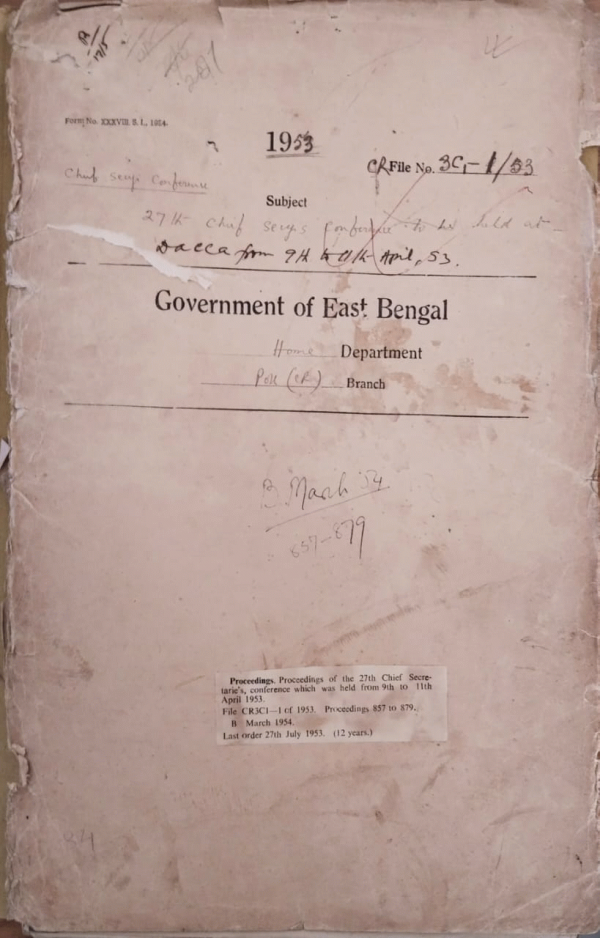 17/5
Form No. XXXVIII S. I., 1954.
1953
CR File No. 3C1-1/53
Chief Secys Conference
Subject
27th Chief Secys Conference to be held at
Dacca from 9th to 11th April, 53.
Government of East Bengal
Home Department
Poll (CR) Branch
B March '54
857-879
Proceedings. Proceedings of the 27th Chief Secre-
tarie's, conference which was held from 9th to 11th
April 1953.
File CR3C1—1 of 1953. Proceedings 857 to 879.
B March 1954.
Last order 27th July 1953. (12 years.)